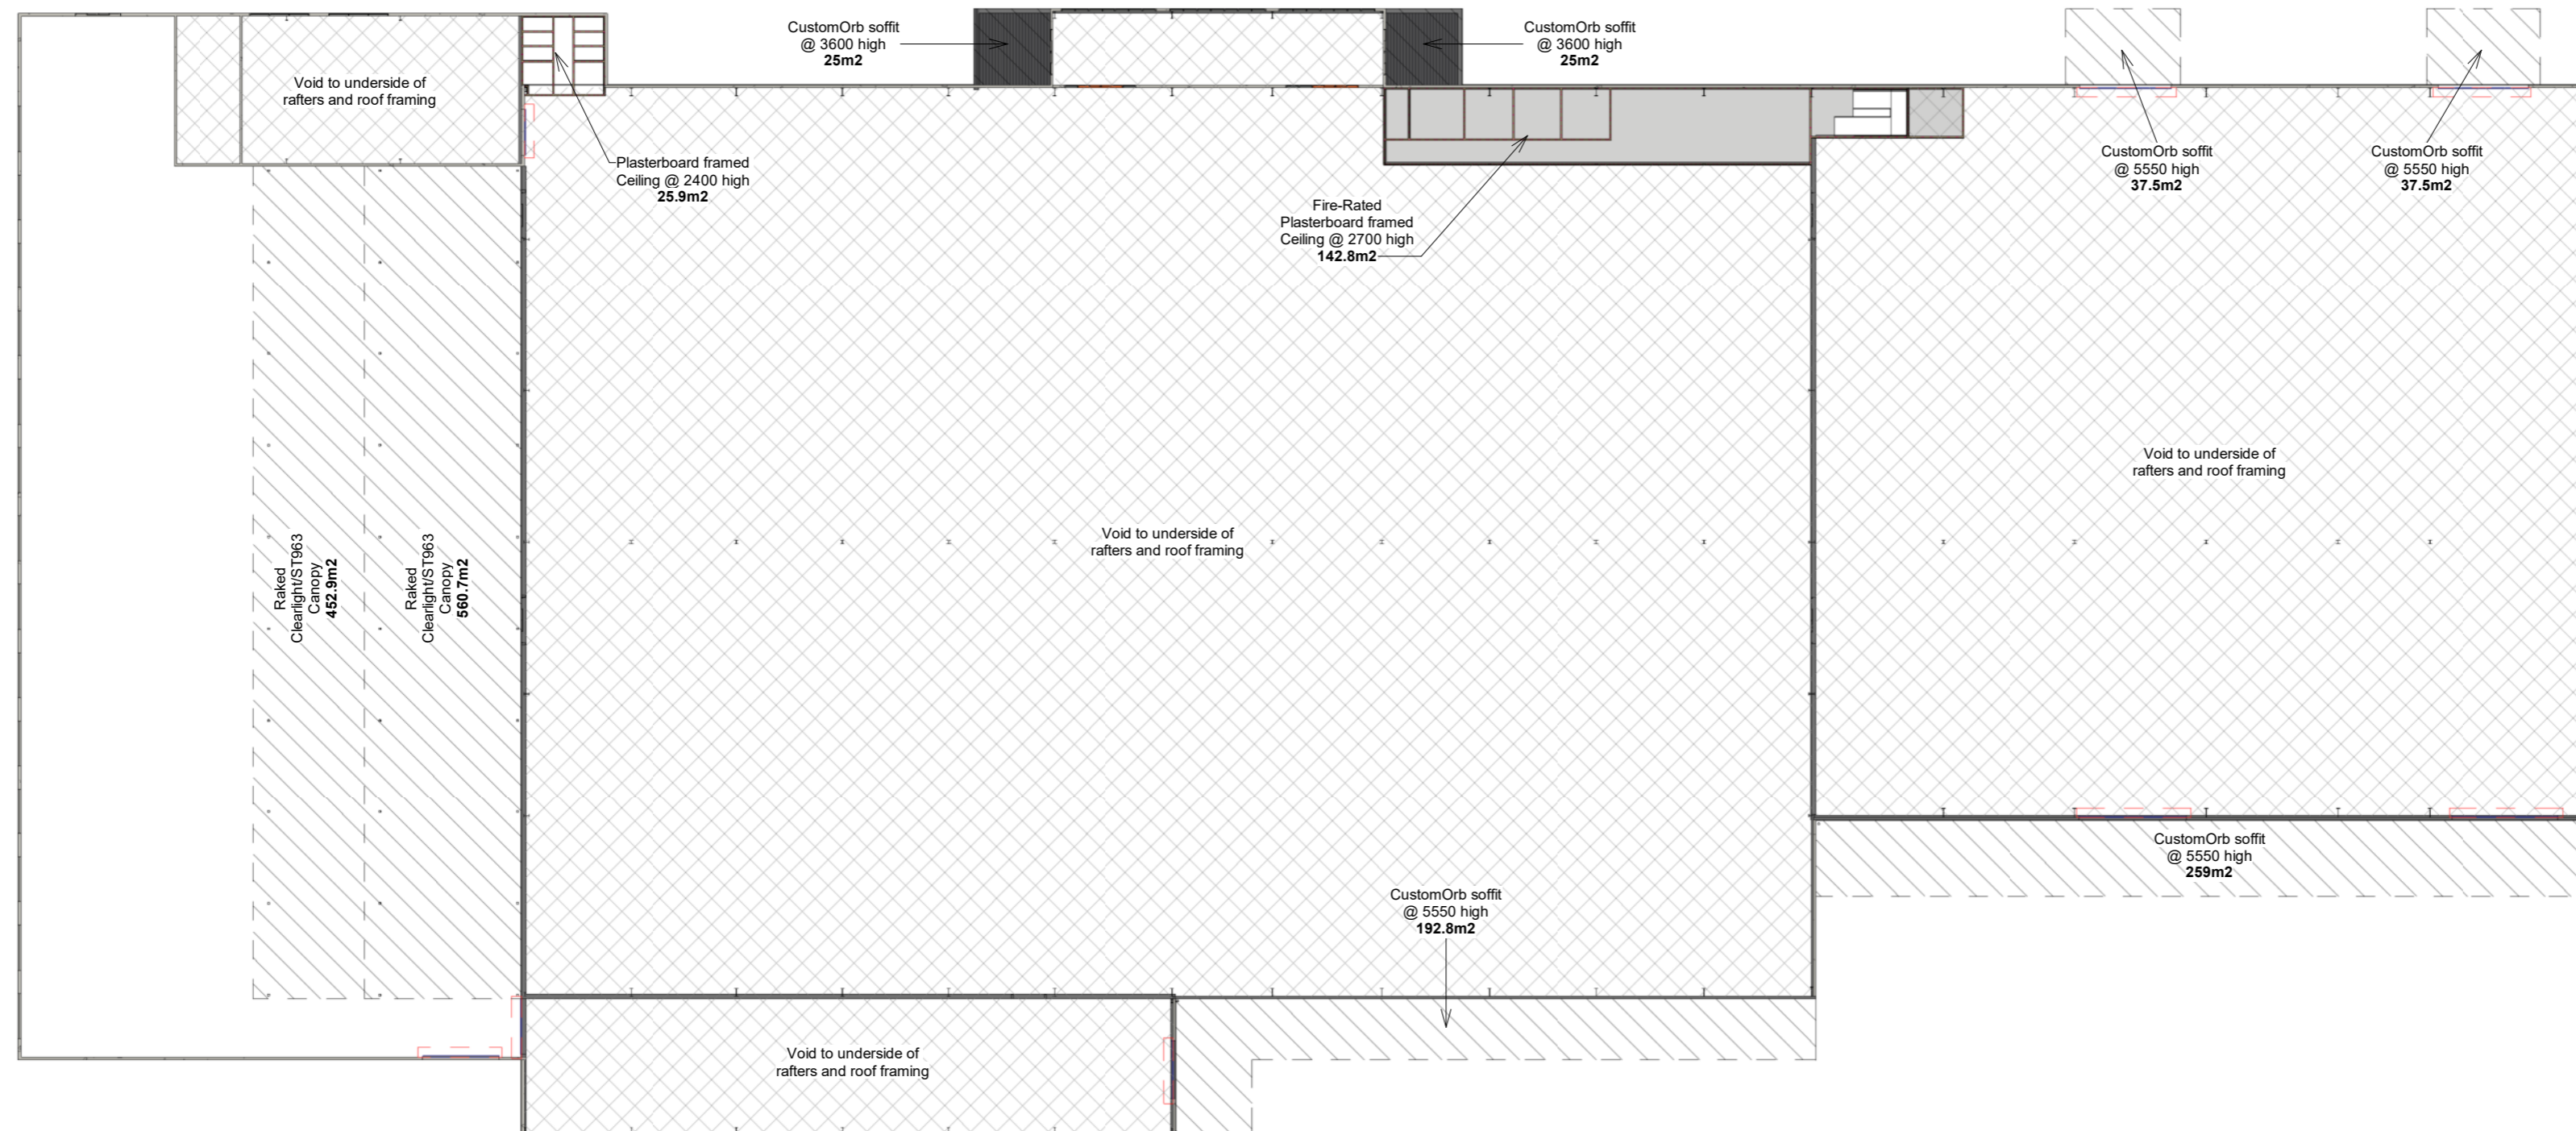 CustomOrb soffit
@ 3600 high
25m2
CustomOrb soffit
@ 3600 high
25m2
Void to underside of
rafters and roof framing
Plasterboard framed
Ceiling @ 2400 high
25.9m2
Fire-Rated
Plasterboard framed
Ceiling @ 2700 high
142.8m2
CustomOrb soffit
@ 5550 high
37.5m2
CustomOrb soffit
@ 5550 high
37.5m2
Void to underside of
rafters and roof framing
Void to underside of
rafters and roof framing
Raked
Clearlight/ST963
Canopy
452.9m2
Raked
Clearlight/ST963
Canopy
560.7m2
CustomOrb soffit
@ 5550 high
259m2
CustomOrb soffit
@ 5550 high
192.8m2
Void to underside of
rafters and roof framing